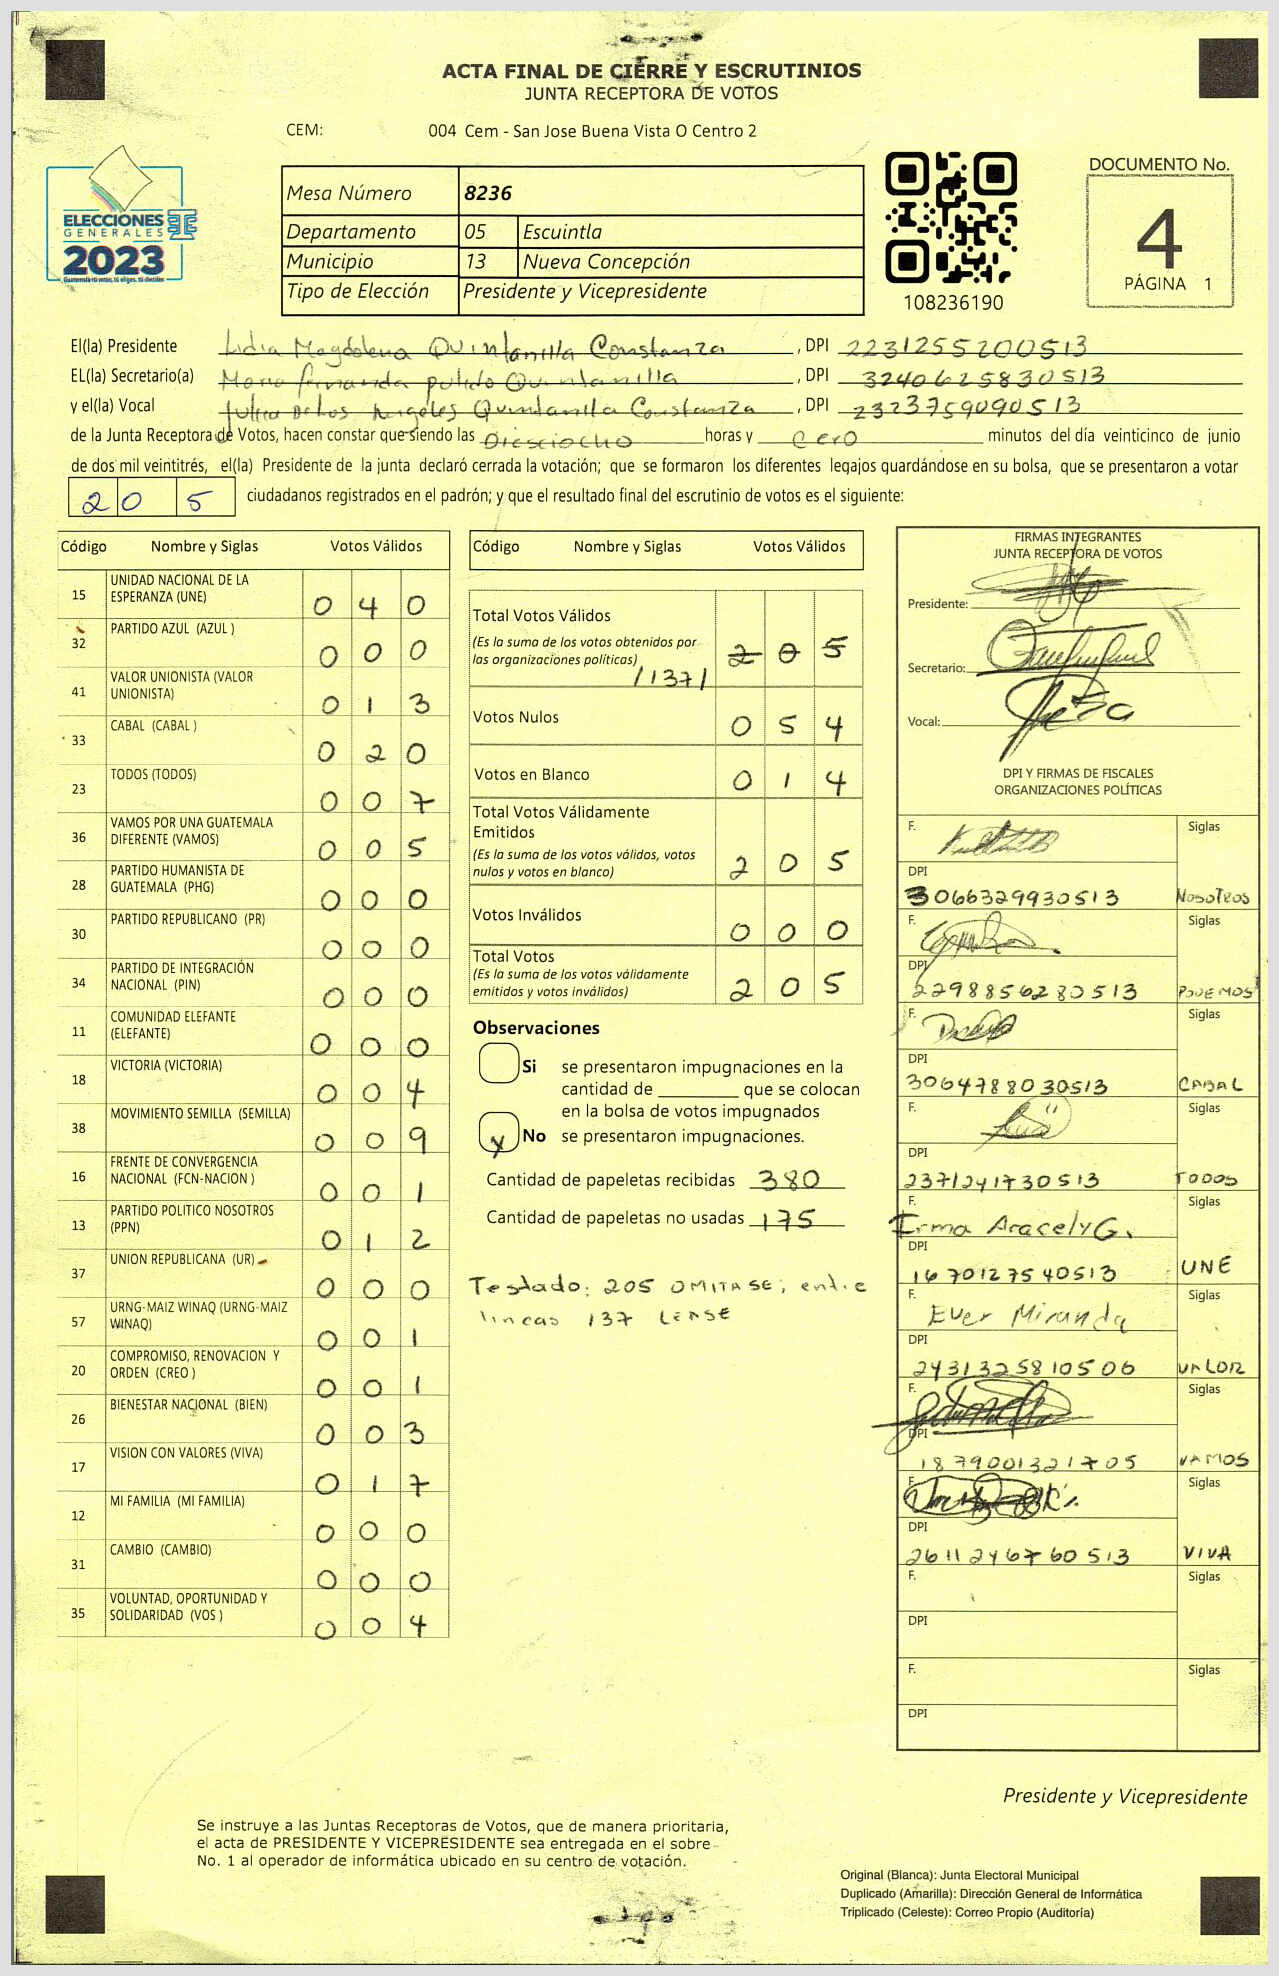 ACTA FINAL DE CIERRE Y ESCRUTINIOS
JUNTA RECEPTORA DE VOTOS
CEM: 004 Cem - San Jose Buena Vista O Centro 2
ELECCIONES
GENERALES
2023
Guatemala tú votas, tú eliges, tú decides
Mesa Número 8236
Departamento 05 Escuintla
Municipio 13 Nueva Concepción
Tipo de Elección Presidente y Vicepresidente
108236190
DOCUMENTO No.
4
PÁGINA 1
El(la) Presidente Lidia Magdalena Quintanilla Constanza , DPI 2231255200513
EL(la) Secretario(a) Maria fernanda pulido Quintanilla , DPI 3240625830513
y el(la) Vocal Julia De Los Angeles Quintanilla Constanza , DPI 2323759090513
de la Junta Receptora de Votos, hacen constar que siendo las Diesciocho horas y cero minutos del día veinticinco de junio
de dos mil veintitrés, el(la) Presidente de la junta declaró cerrada la votación; que se formaron los diferentes legajos guardándose en su bolsa, que se presentaron a votar
2 0 5 ciudadanos registrados en el padrón; y que el resultado final del escrutinio de votos es el siguiente:
Código Nombre y Siglas Votos Válidos
15 UNIDAD NACIONAL DE LA ESPERANZA (UNE) 0 4 0
32 PARTIDO AZUL (AZUL ) 0 0 0
41 VALOR UNIONISTA (VALOR UNIONISTA) 0 1 3
33 CABAL (CABAL ) 0 2 0
23 TODOS (TODOS) 0 0 7
36 VAMOS POR UNA GUATEMALA DIFERENTE (VAMOS) 0 0 5
28 PARTIDO HUMANISTA DE GUATEMALA (PHG) 0 0 0
30 PARTIDO REPUBLICANO (PR) 0 0 0
34 PARTIDO DE INTEGRACIÓN NACIONAL (PIN) 0 0 0
11 COMUNIDAD ELEFANTE (ELEFANTE) 0 0 0
18 VICTORIA (VICTORIA) 0 0 4
38 MOVIMIENTO SEMILLA (SEMILLA) 0 0 9
16 FRENTE DE CONVERGENCIA NACIONAL (FCN-NACION ) 0 0 1
13 PARTIDO POLITICO NOSOTROS (PPN) 0 1 2
37 UNION REPUBLICANA (UR) 0 0 0
57 URNG-MAIZ WINAQ (URNG-MAIZ WINAQ) 0 0 1
20 COMPROMISO, RENOVACION Y ORDEN (CREO ) 0 0 1
26 BIENESTAR NACIONAL (BIEN) 0 0 3
17 VISION CON VALORES (VIVA) 0 1 7
12 MI FAMILIA (MI FAMILIA) 0 0 0
31 CAMBIO (CAMBIO) 0 0 0
35 VOLUNTAD, OPORTUNIDAD Y SOLIDARIDAD (VOS ) 0 0 4
Código Nombre y Siglas Votos Válidos
Total Votos Válidos
(Es la suma de los votos obtenidos por
las organizaciones políticas) 2 0 5
/137/
Votos Nulos 0 5 4
Votos en Blanco 0 1 4
Total Votos Válidamente
Emitidos
(Es la suma de los votos válidos, votos
nulos y votos en blanco) 2 0 5
Votos Inválidos 0 0 0
Total Votos
(Es la suma de los votos válidamente
emitidos y votos inválidos) 2 0 5
Observaciones
Si se presentaron impugnaciones en la
cantidad de ________ que se colocan
en la bolsa de votos impugnados
x No se presentaron impugnaciones.
Cantidad de papeletas recibidas 380
Cantidad de papeletas no usadas 175
Testado: 205 OMITASE; entre
lineas 137 LEASE
FIRMAS INTEGRANTES
JUNTA RECEPTORA DE VOTOS
Presidente:
Secretario:
Vocal:
DPI Y FIRMAS DE FISCALES
ORGANIZACIONES POLÍTICAS
F. Siglas
DPI
3066329930513 NOSOTROS
F. Siglas
DPI
2298856280513 PODEMOS
F. Siglas
DPI
3064788030513 CABAL
F. Siglas
DPI
2371241730513 TODOS
F. Siglas
Irma Aracely G.
DPI
1670127540513 UNE
F. Siglas
Ever Miranda
DPI
2431325810506 VALOR
F. Siglas
DPI
1879001321705 VAMOS
F. Siglas
DPI
2611246760513 VIVA
F. Siglas
DPI
F. Siglas
DPI
Presidente y Vicepresidente
Se instruye a las Juntas Receptoras de Votos, que de manera prioritaria,
el acta de PRESIDENTE Y VICEPRESIDENTE sea entregada en el sobre
No. 1 al operador de informática ubicado en su centro de votación.
Original (Blanca): Junta Electoral Municipal
Duplicado (Amarilla): Dirección General de Informática
Triplicado (Celeste): Correo Propio (Auditoría)